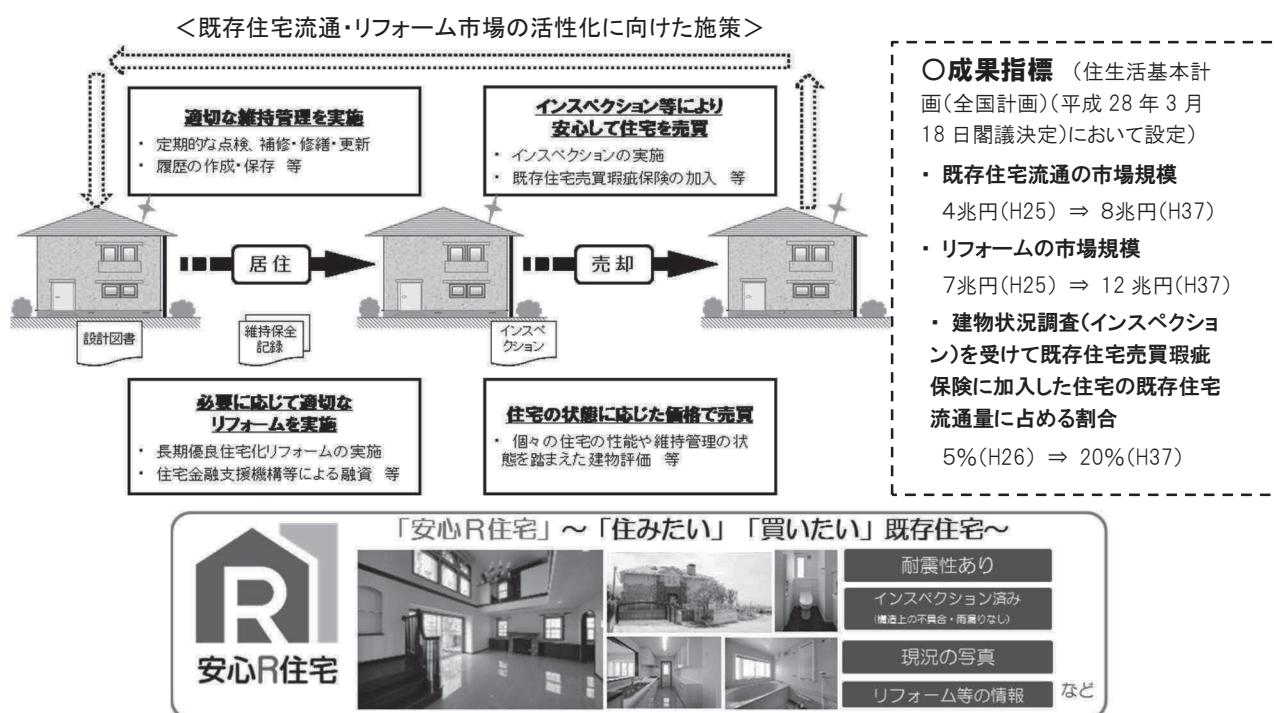 ＜既存住宅流通・リフォーム市場の活性化に向けた施策＞
適切な維持管理を実施
・ 定期的な点検、補修・修繕・更新
・ 履歴の作成・保存 等
インスペクション等により
安心して住宅を売買
・ インスペクションの実施
・ 既存住宅売買瑕疵保険の加入 等
居住
売却
設計図書
維持保全
記録
インスペ
クション
必要に応じて適切な
リフォームを実施
・ 長期優良住宅化リフォームの実施
・ 住宅金融支援機構等による融資 等
住宅の状態に応じた価格で売買
・ 個々の住宅の性能や維持管理の状
態を踏まえた建物評価 等
○成果指標 （住生活基本計
画(全国計画)(平成 28 年 3 月
18 日閣議決定)において設定）
・ 既存住宅流通の市場規模
4兆円(H25) ⇒ 8兆円(H37)
・ リフォームの市場規模
7兆円(H25) ⇒ 12 兆円(H37)
・ 建物状況調査(インスペクショ
ン)を受けて既存住宅売買瑕疵
保険に加入した住宅の既存住宅
流通量に占める割合
5%(H26) ⇒ 20%(H37)
「安心R住宅」～「住みたい」「買いたい」既存住宅～
R
安心R住宅
耐震性あり
インスペクション済み
(構造上の不具合・雨漏りなし)
現況の写真
リフォーム等の情報
など